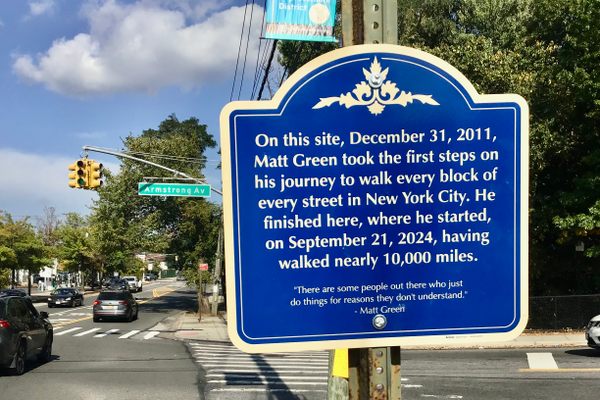 District
Armstrong Av
On this site, December 31, 2011,
Matt Green took the first steps on
his journey to walk every block of
every street in New York City. He
finished here, where he started,
on September 21, 2024, having
walked nearly 10,000 miles.
"There are some people out there who just
do things for reasons they don't understand."
- Matt Green